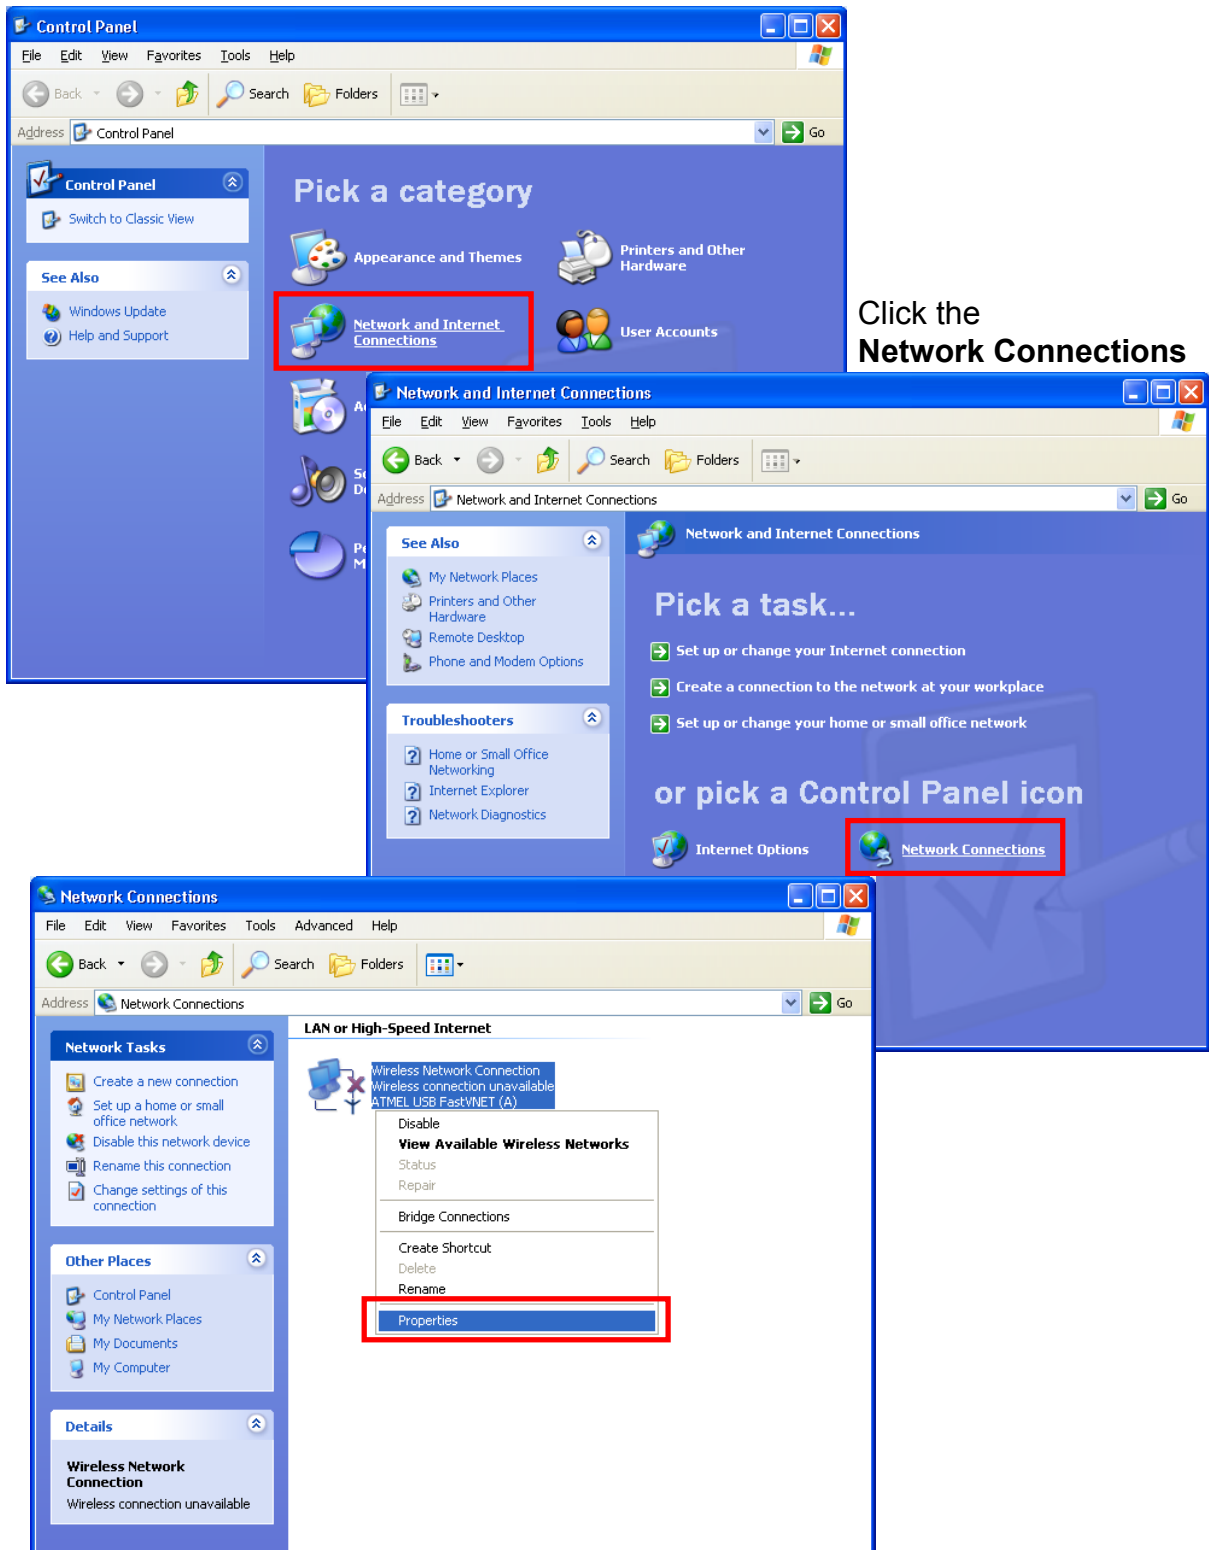 Control Panel
File Edit View Favorites Tools Help
Back Search Folders
Address Control Panel Go
Control Panel
Switch to Classic View
See Also
Windows Update
Help and Support
Pick a category
Appearance and Themes
Printers and Other
Hardware
Network and Internet
Connections
User Accounts
Click the
Network Connections
Network and Internet Connections
File Edit View Favorites Tools Help
Back Search Folders
Address Network and Internet Connections Go
See Also
My Network Places
Printers and Other
Hardware
Remote Desktop
Phone and Modem Options
Troubleshooters
Home or Small Office
Networking
Internet Explorer
Network Diagnostics
Network and Internet Connections
Pick a task...
Set up or change your Internet connection
Create a connection to the network at your workplace
Set up or change your home or small office network
or pick a Control Panel icon
Internet Options Network Connections
Network Connections
File Edit View Favorites Tools Advanced Help
Back Search Folders
Address Network Connections Go
Network Tasks
Create a new connection
Set up a home or small
office network
Disable this network device
Rename this connection
Change settings of this
connection
Other Places
Control Panel
My Network Places
My Documents
My Computer
Details
Wireless Network
Connection
Wireless connection unavailable
LAN or High-Speed Internet
Wireless Network Connection
Wireless connection unavailable
ATMEL USB FastVNET (A)
Disable
View Available Wireless Networks
Status
Repair
Bridge Connections
Create Shortcut
Delete
Rename
Properties